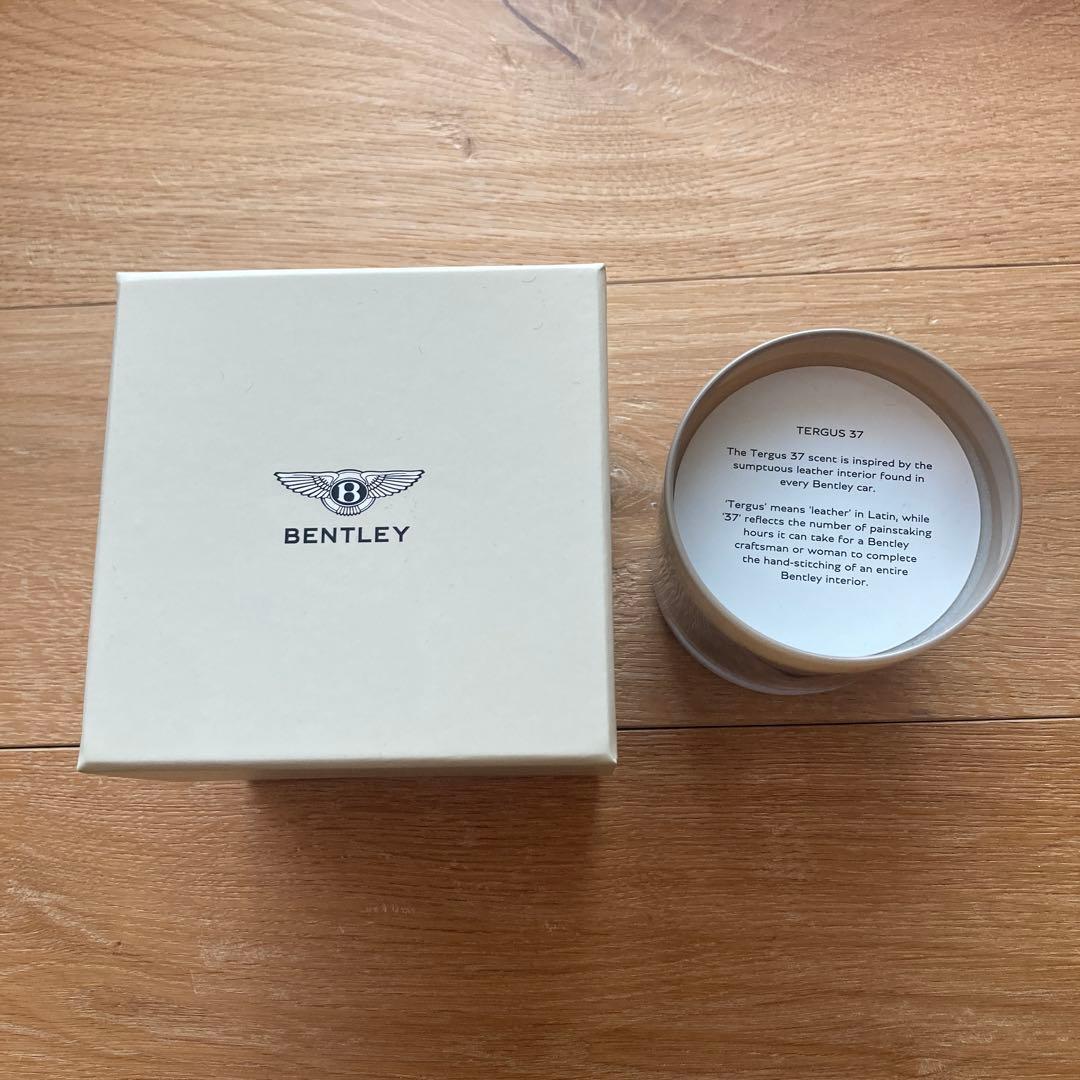 B
BENTLEY
TERGUS 37
The Tergus 37 scent is inspired by the
sumptuous leather interior found in
every Bentley car.
'Tergus' means 'leather' in Latin, while
'37' reflects the number of painstaking
hours it can take for a Bentley
craftsman or woman to complete
the hand-stitching of an entire
Bentley interior.